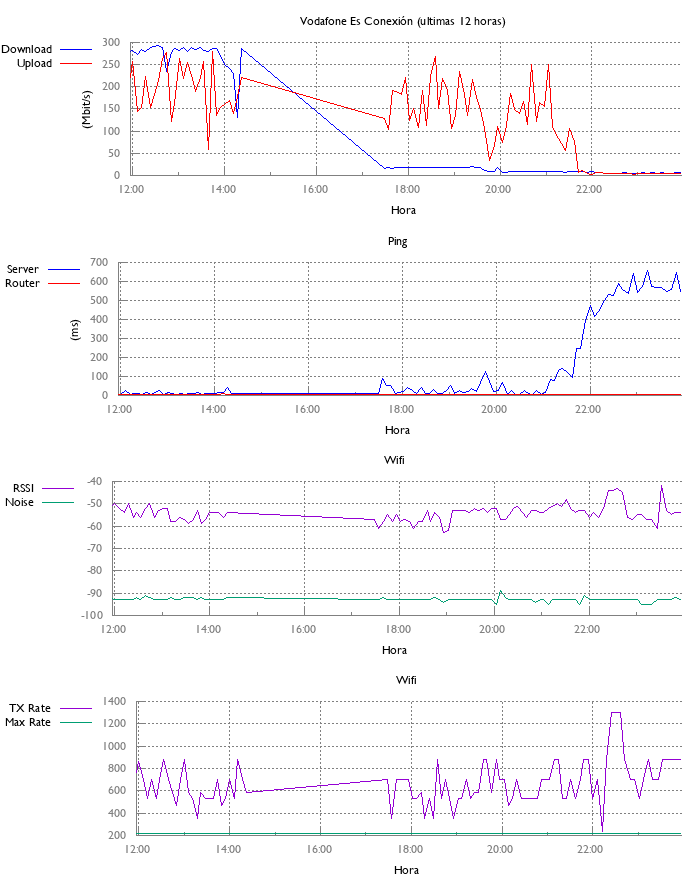 Vodafone Es Conexión (ultimas 12 horas)
Download
Upload
(Mbit/s)
300
250
200
150
100
50
0
12:00 14:00 16:00 18:00 20:00 22:00
Hora
Ping
Server
Router
(ms)
700
600
500
400
300
200
100
0
12:00 14:00 16:00 18:00 20:00 22:00
Hora
Wifi
RSSI
Noise
-40
-50
-60
-70
-80
-90
-100
12:00 14:00 16:00 18:00 20:00 22:00
Hora
Wifi
TX Rate
Max Rate
1400
1200
1000
800
600
400
200
12:00 14:00 16:00 18:00 20:00 22:00
Hora